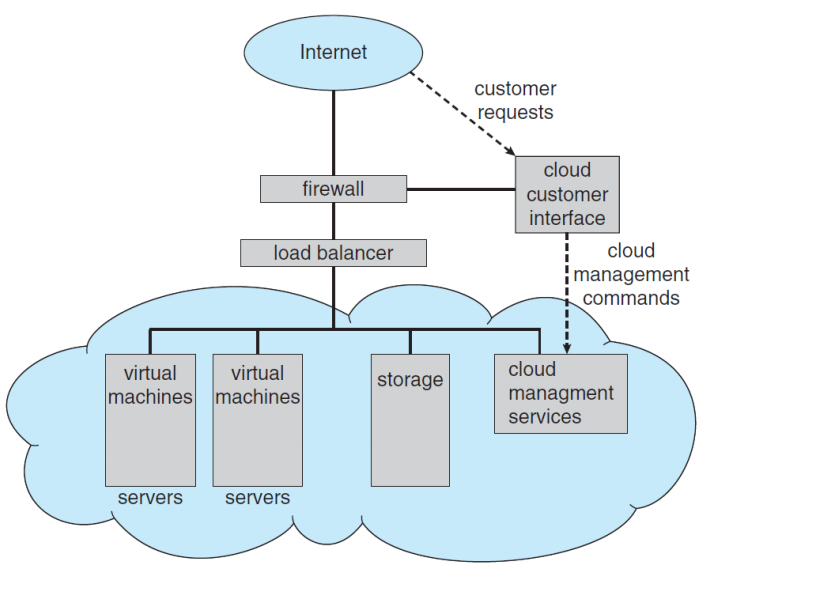 Internet
customer
requests
firewall
cloud
customer
interface
load balancer
cloud
management
commands
virtual
machines
virtual
machines
storage
cloud
managment
services
servers
servers